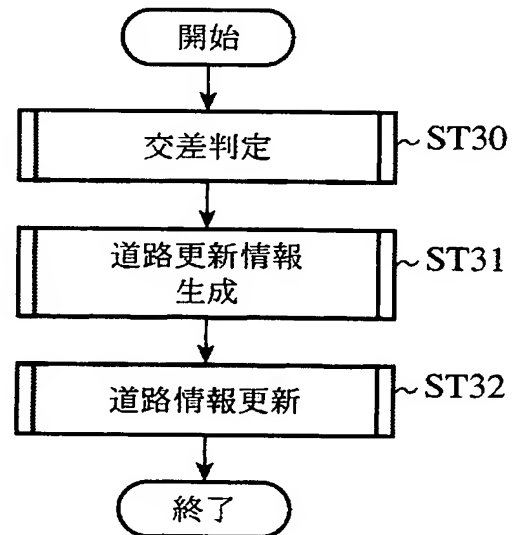 開始
交差判定
ST30
道路更新情報
生成
ST31
道路情報更新
ST32
終了